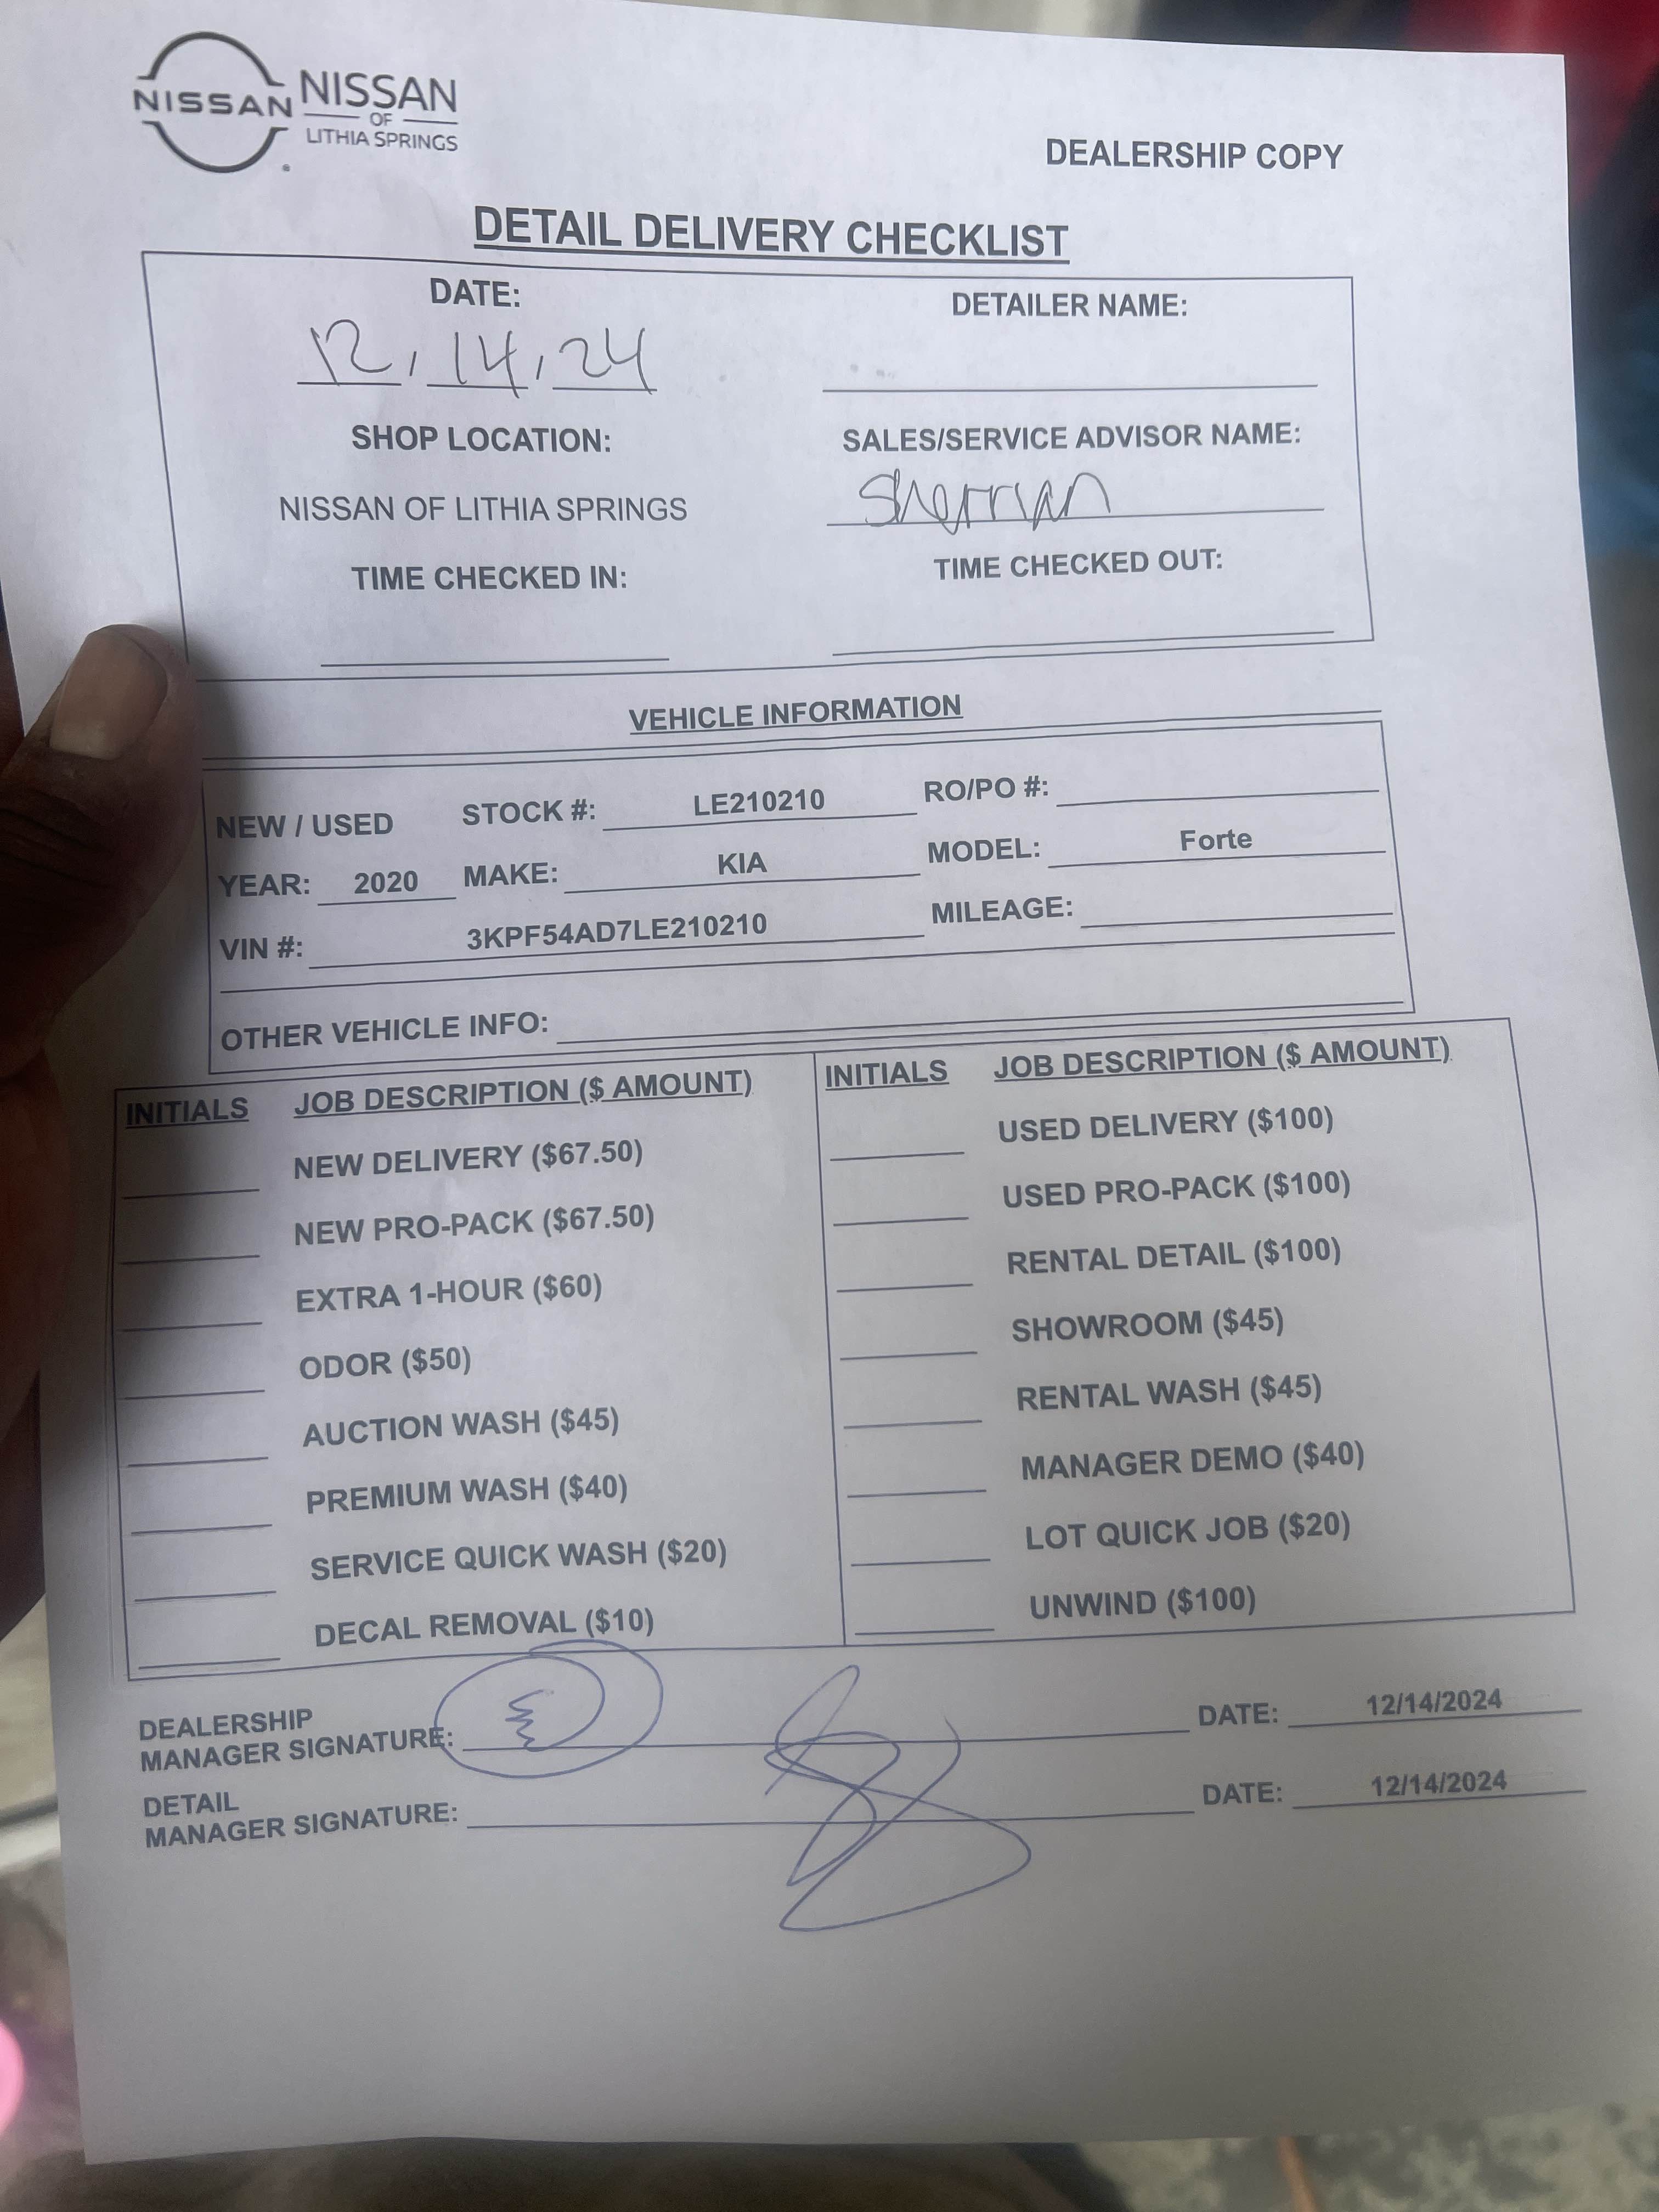 NISSAN
NISSAN
OF
LITHIA SPRINGS
DEALERSHIP COPY
DETAIL DELIVERY CHECKLIST
DATE:
12, 14, 24
DETAILER NAME:
SHOP LOCATION:
NISSAN OF LITHIA SPRINGS
SALES/SERVICE ADVISOR NAME:
Sherman
TIME CHECKED IN:
TIME CHECKED OUT:
VEHICLE INFORMATION
NEW / USED STOCK #: LE210210 RO/PO #:
YEAR: 2020 MAKE: KIA MODEL: Forte
VIN #: 3KPF54AD7LE210210 MILEAGE:
OTHER VEHICLE INFO:
INITIALS JOB DESCRIPTION ($ AMOUNT)
NEW DELIVERY ($67.50)
NEW PRO-PACK ($67.50)
EXTRA 1-HOUR ($60)
ODOR ($50)
AUCTION WASH ($45)
PREMIUM WASH ($40)
SERVICE QUICK WASH ($20)
DECAL REMOVAL ($10)
INITIALS JOB DESCRIPTION ($ AMOUNT)
USED DELIVERY ($100)
USED PRO-PACK ($100)
RENTAL DETAIL ($100)
SHOWROOM ($45)
RENTAL WASH ($45)
MANAGER DEMO ($40)
LOT QUICK JOB ($20)
UNWIND ($100)
DEALERSHIP
MANAGER SIGNATURE: DATE: 12/14/2024
DETAIL
MANAGER SIGNATURE: DATE: 12/14/2024